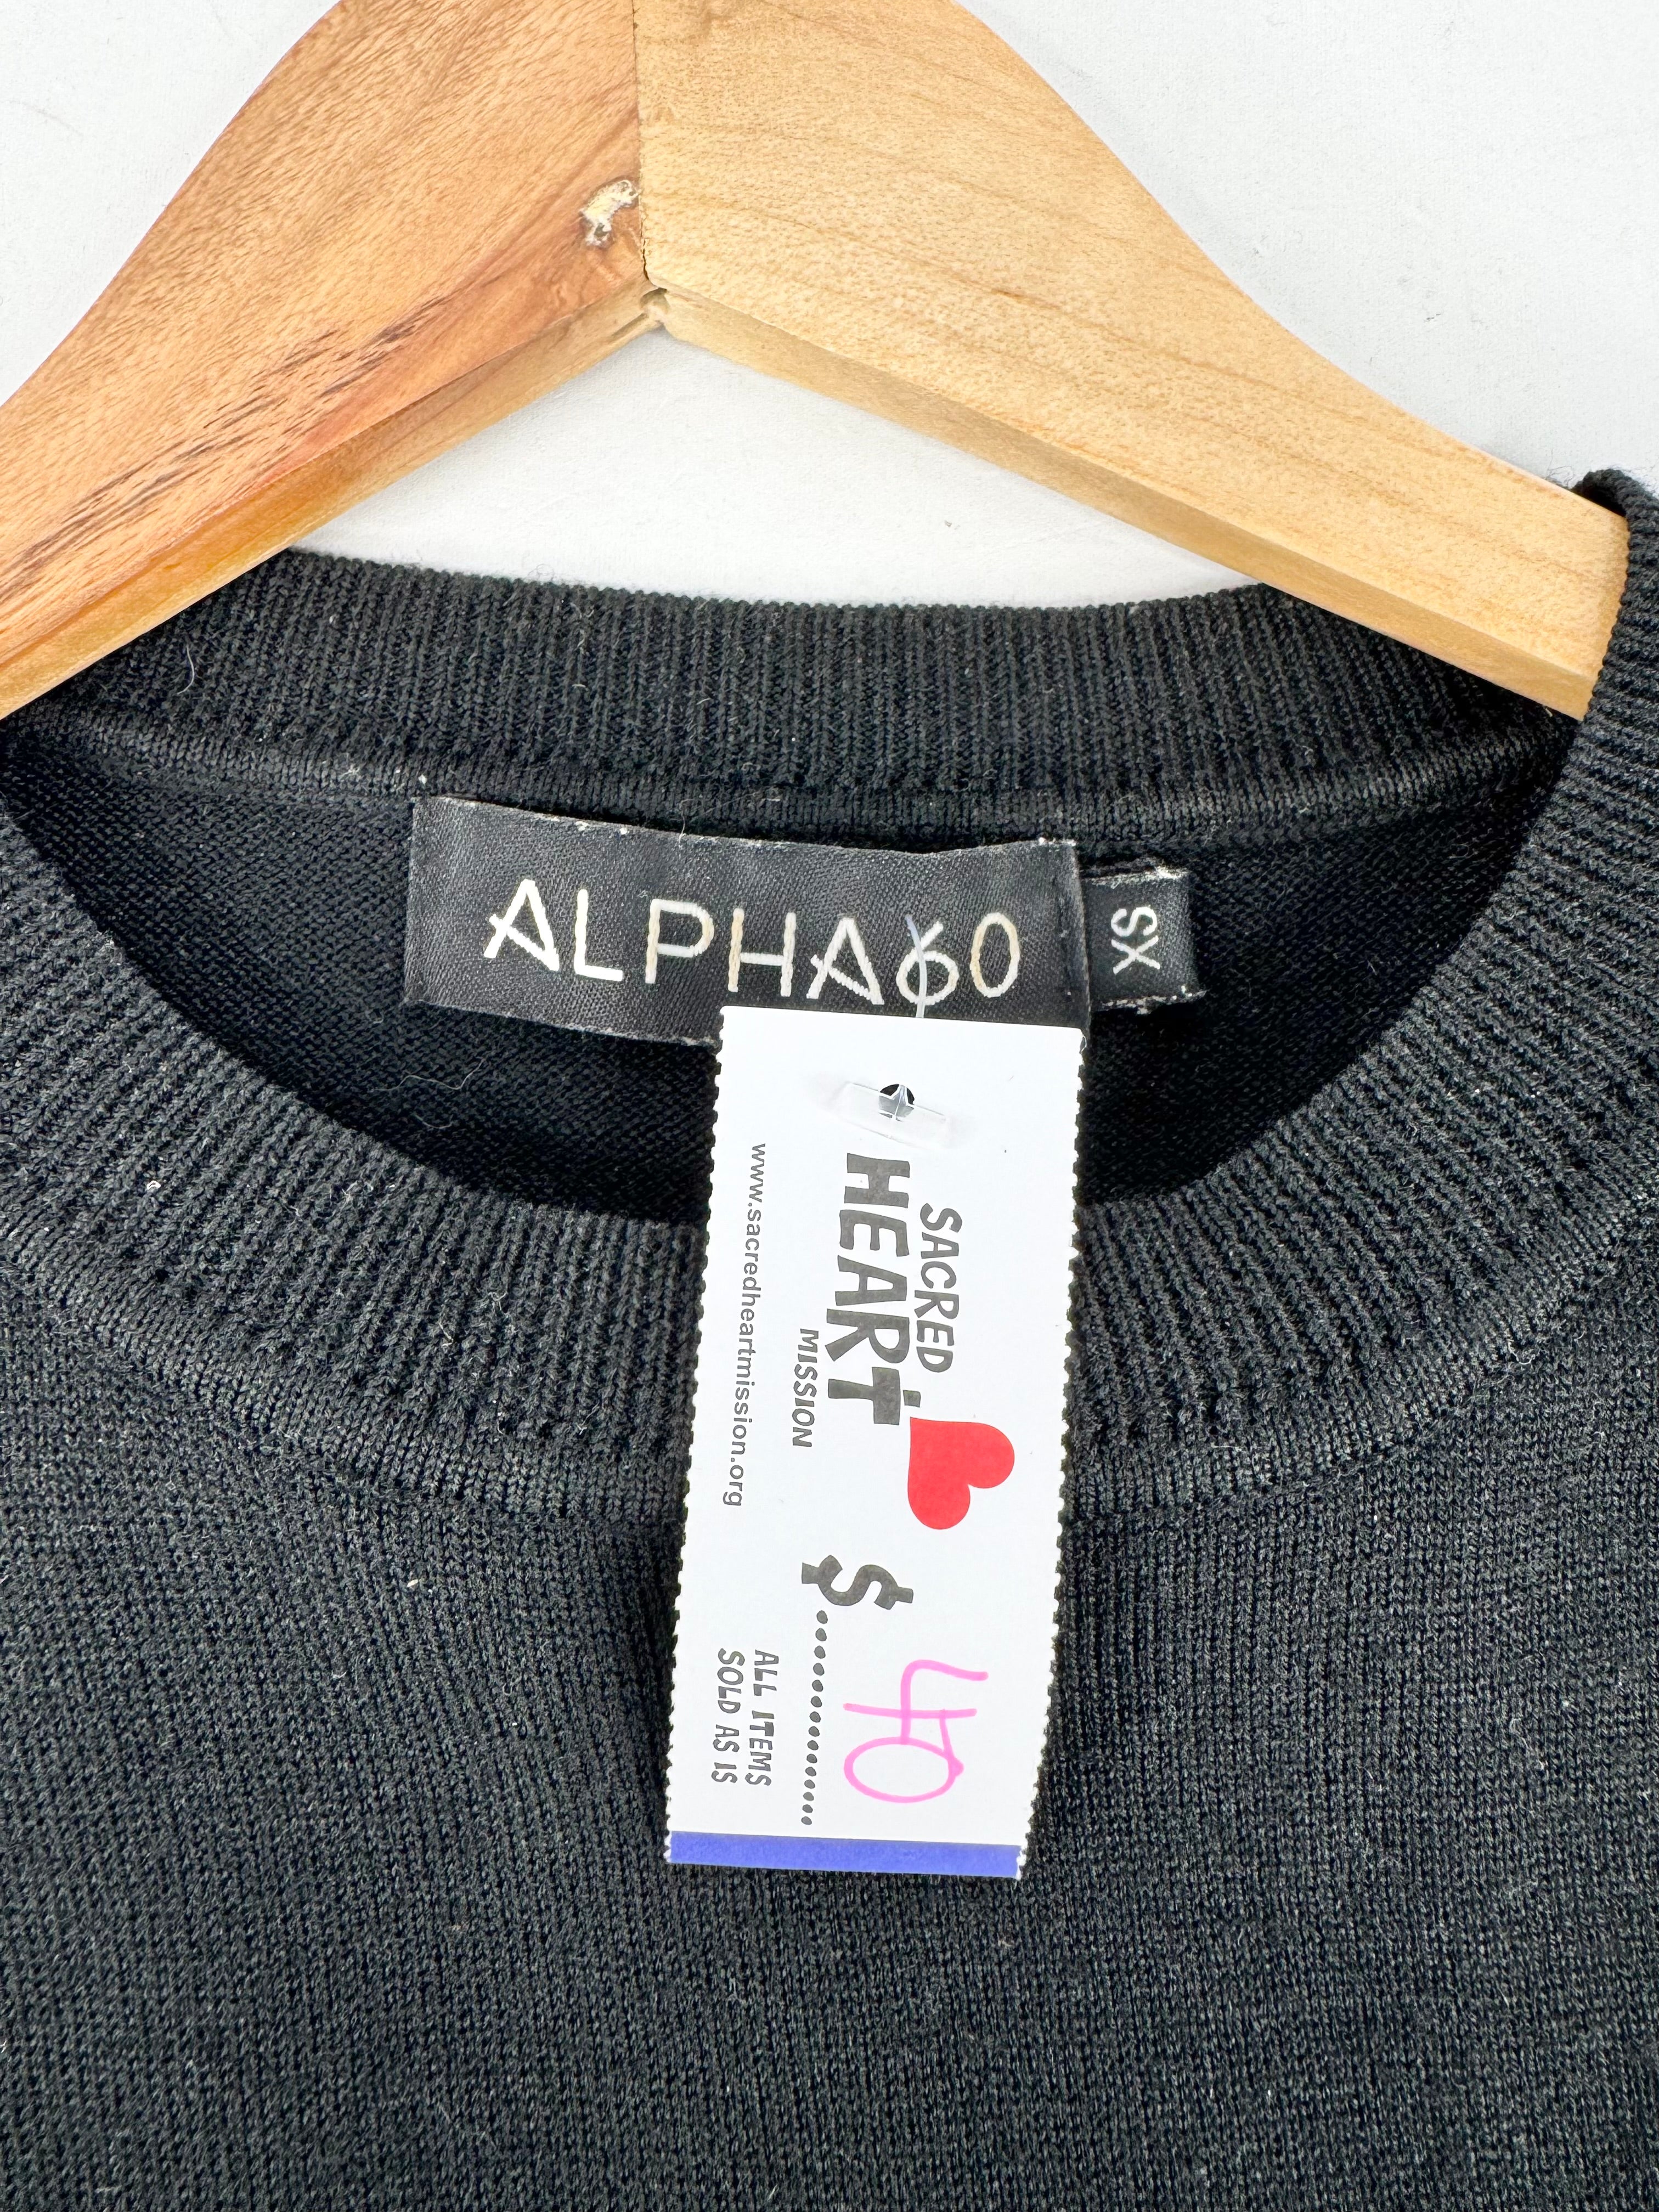 ALPHA60
XS
SACRED
HEART
MISSION
www.sacredheartmission.org
$ 40
ALL ITEMS
SOLD AS IS